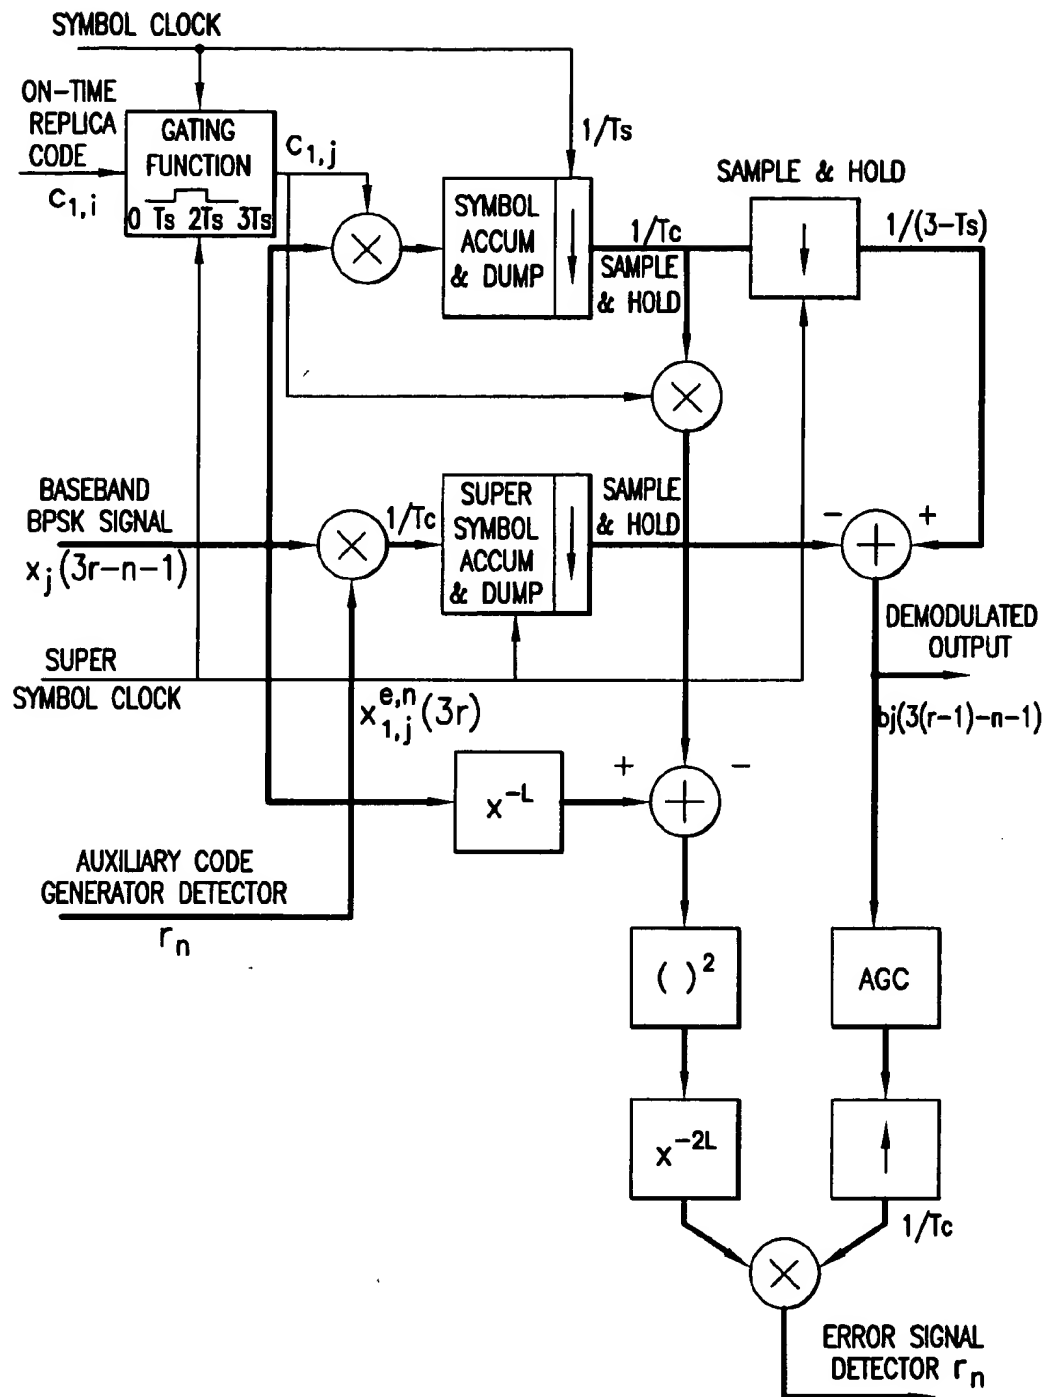 SYMBOL CLOCK
ON-TIME
REPLICA
CODE
c1,i
GATING
FUNCTION
0 Ts 2Ts 3Ts
c1,j
1/Ts
SYMBOL
ACCUM
& DUMP
1/Tc
SAMPLE
& HOLD
SAMPLE & HOLD
1/(3-Ts)
BASEBAND
BPSK SIGNAL
xj(3r-n-1)
1/Tc
SUPER
SYMBOL
ACCUM
& DUMP
SAMPLE
& HOLD
- +
+
DEMODULATED
OUTPUT
bj(3(r-1)-n-1)
SUPER
SYMBOL CLOCK
x1,j^e,n(3r)
x^-L
+ -
+
AUXILIARY CODE
GENERATOR DETECTOR
rn
( )^2
AGC
x^-2L
1/Tc
ERROR SIGNAL
DETECTOR rn